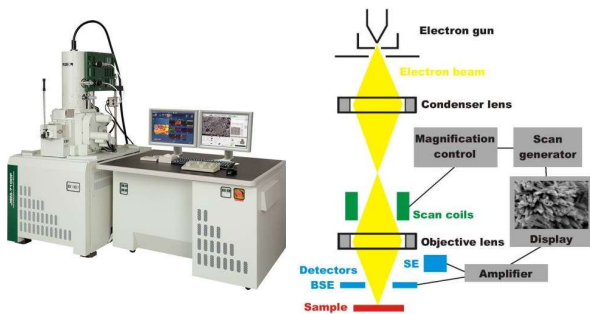 Electron gun
Electron beam
Condenser lens
Magnification
control
Scan
generator
Scan coils
Objective lens
Display
Detectors
SE
BSE
Amplifier
Sample